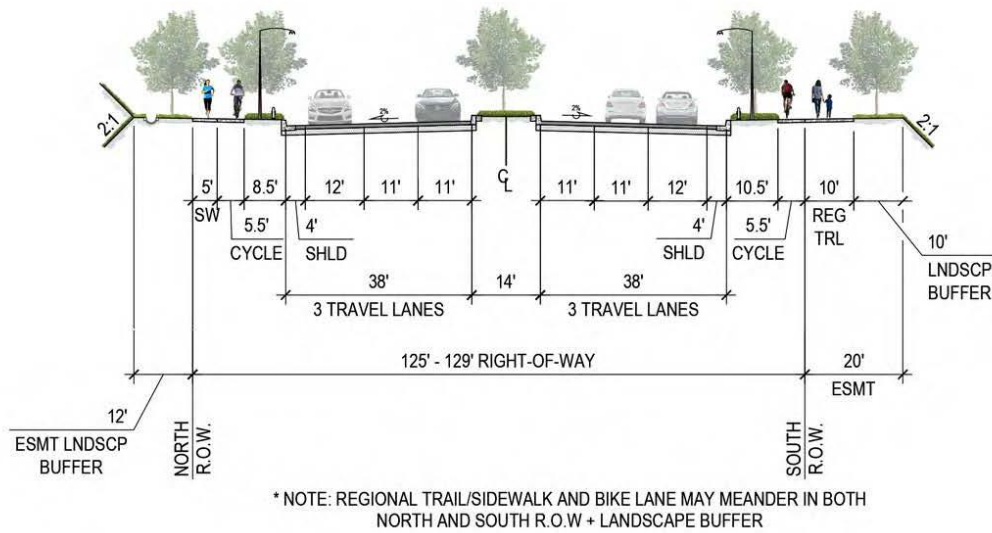 2:1
2%
2%
2:1
5'
8.5'
12'
11'
11'
CL
11'
11'
12'
10.5'
10'
SW
5.5'
CYCLE
4'
SHLD
4'
SHLD
5.5'
CYCLE
REG
TRL
10'
LNDSCP
BUFFER
38'
14'
38'
3 TRAVEL LANES
3 TRAVEL LANES
125' - 129' RIGHT-OF-WAY
20'
ESMT
12'
ESMT LNDSCP
BUFFER
NORTH
R.O.W.
SOUTH
R.O.W.
* NOTE: REGIONAL TRAIL/SIDEWALK AND BIKE LANE MAY MEANDER IN BOTH
NORTH AND SOUTH R.O.W + LANDSCAPE BUFFER